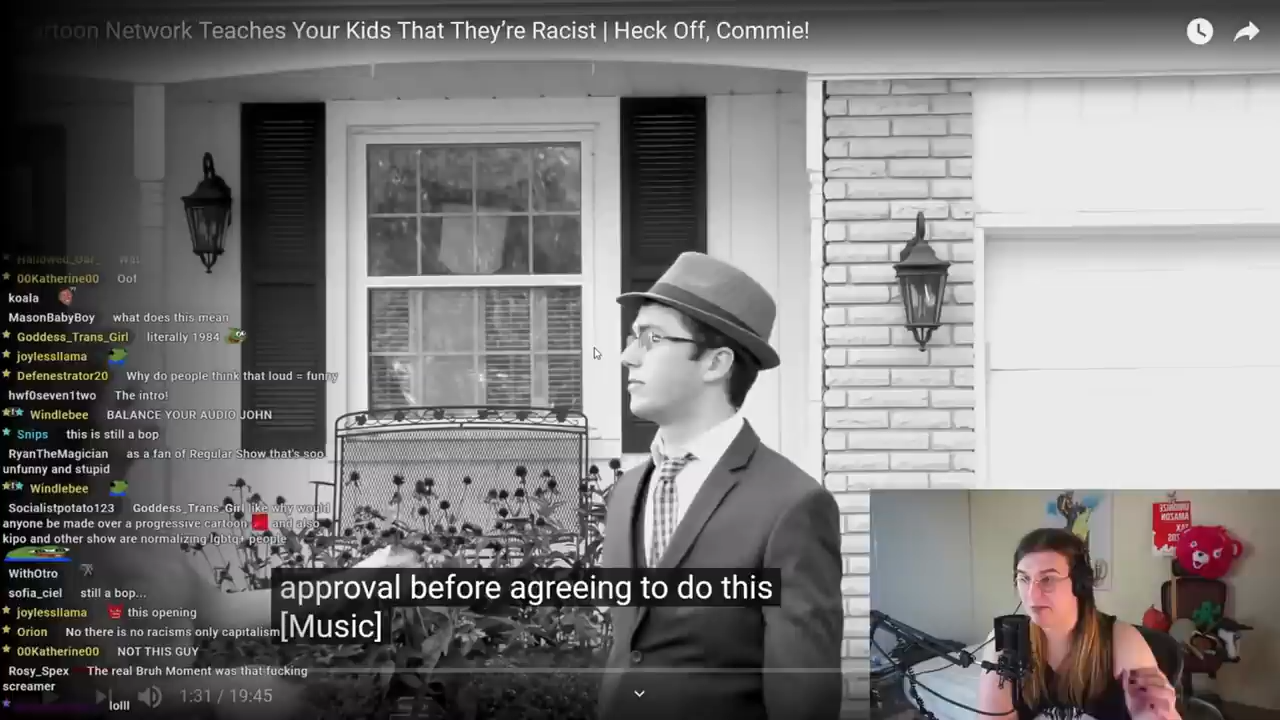 artoon Network Teaches Your Kids That They’re Racist | Heck Off, Commie!
00Katherine00 Oof
koala
MasonBabyBoy what does this mean
Goddess_Trans_Girl literally 1984
joylessllama
Defenestrator20 Why do people think that loud = funny
hwf0seven1two The intro!
Windlebee BALANCE YOUR AUDIO JOHN
Snips this is still a bop
RyanTheMagician as a fan of Regular Show that's soo
unfunny and stupid
Windlebee
Socialistpotato123 Goddess_Trans_Girl like why would
anyone be made over a progressive cartoon and also
kipo and other show are normalizing lgbtq+ people
WithOtro
sofia_ciel still a bop...
joylessllama this opening
Orion No there is no racisms only capitalism
00Katherine00 NOT THIS GUY
Rosy_Spex The real Bruh Moment was that fucking
screamer
lolll
approval before agreeing to do this
[Music]
1:31 / 19:45
UNIONIZE
AMAZON
TAX